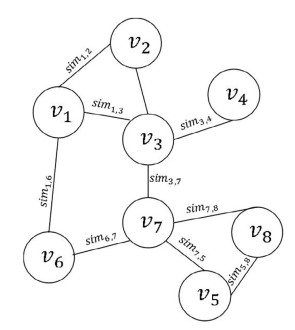 v₂
sim₁,₂
v₁
sim₁,₃
v₄
v₃
sim₃,₄
sim₁,₆
sim₃,₇
v₇
sim₇,₈
v₈
sim₆,₇
v₆
sim₇,₅
sim₅,₈
v₅